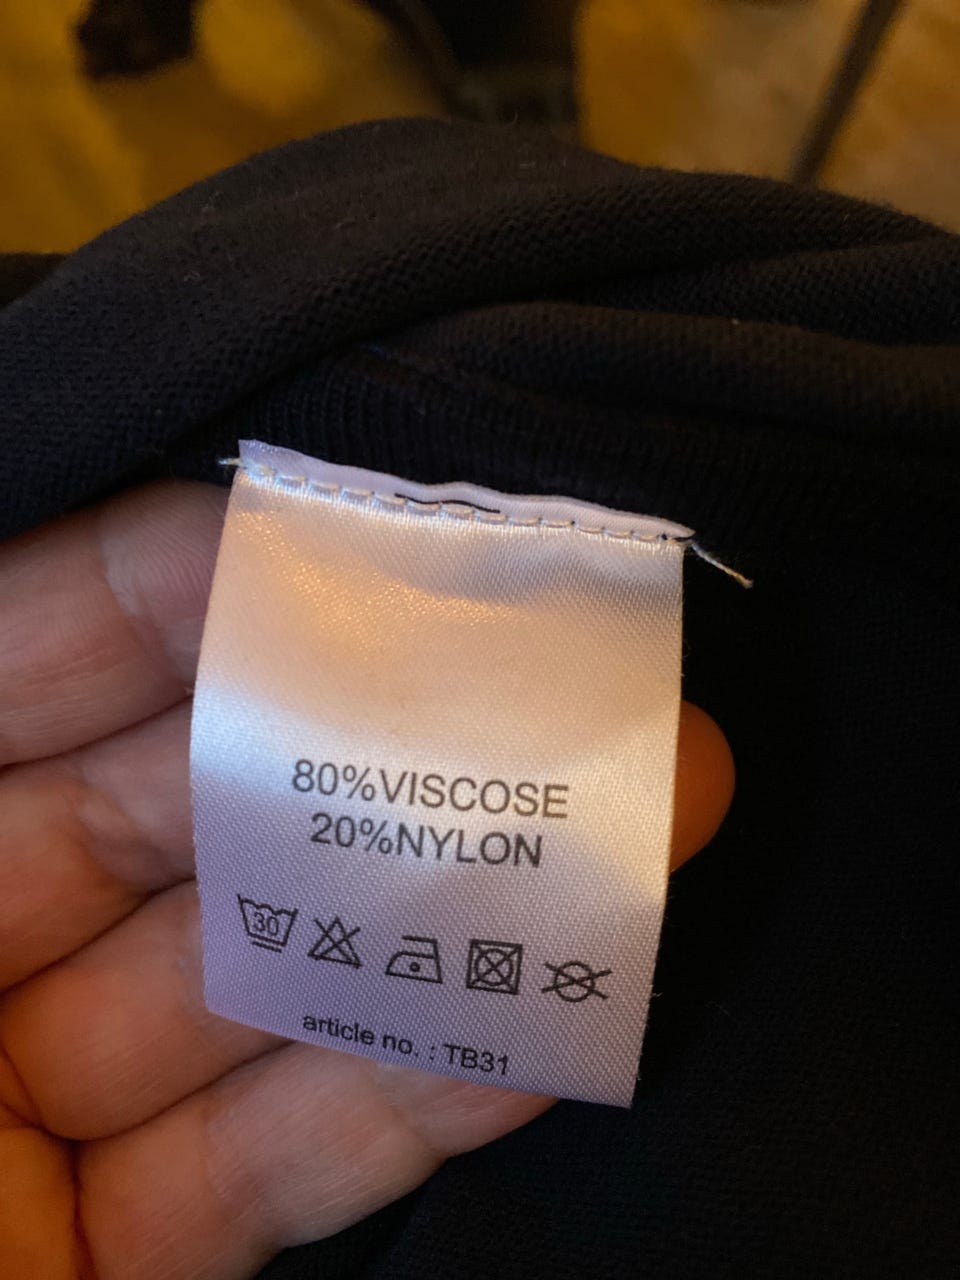 80%VISCOSE
20%NYLON
30
article no. : TB31